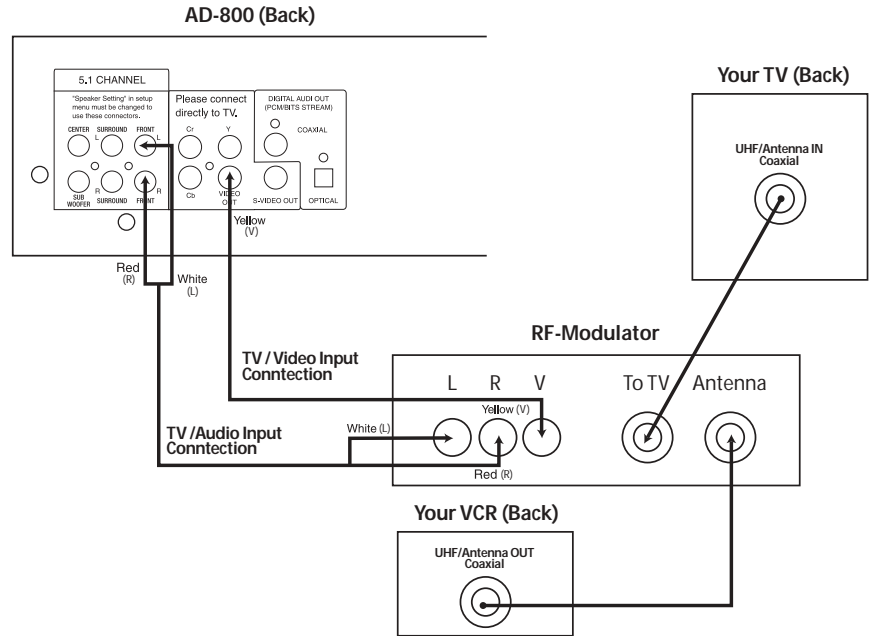 AD-800 (Back)
5.1 CHANNEL
"Speaker Setting" in setup
menu must be changed to
use these connectors.
CENTER SURROUND FRONT
L L
R R
SUB
WOOFER SURROUND FRONT
Please connect
directly to TV.
Cr Y
Cb VIDEO
OUT
DIGITAL AUDI OUT
(PCM/BITS STREAM)
COAXIAL
S-VIDEO OUT OPTICAL
Yellow
(V)
Red
(R)
White
(L)
Your TV (Back)
UHF/Antenna IN
Coaxial
RF-Modulator
L R V To TV Antenna
TV / Video Input
Conntection
Yellow (V)
White (L)
TV /Audio Input
Conntection
Red (R)
Your VCR (Back)
UHF/Antenna OUT
Coaxial